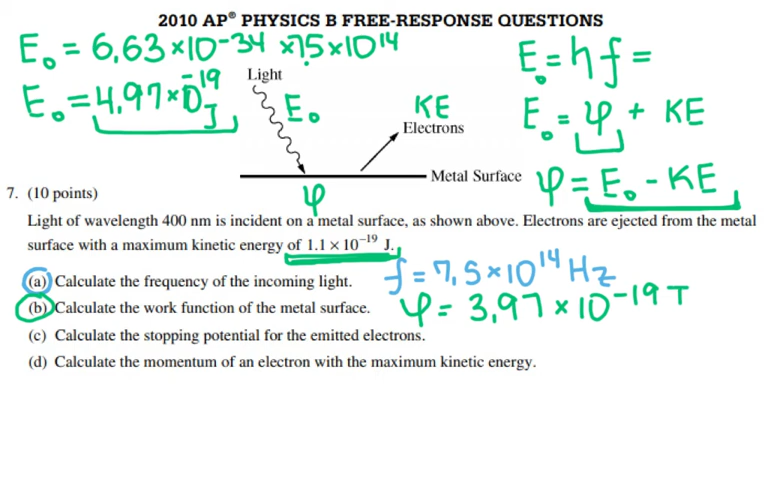 2010 AP® PHYSICS B FREE-RESPONSE QUESTIONS
E₀ = 6,63×10⁻³⁴ ×7,5×10¹⁴
E₀ = hf =
Light
E₀ = 4,97×10⁻¹⁹ J
E₀
KE
Electrons
E₀ = φ + KE
Metal Surface
φ = E₀ - KE
φ
7. (10 points)
Light of wavelength 400 nm is incident on a metal surface, as shown above. Electrons are ejected from the metal
surface with a maximum kinetic energy of 1.1 × 10⁻¹⁹ J.
(a) Calculate the frequency of the incoming light. f = 7,5×10¹⁴ Hz
(b) Calculate the work function of the metal surface. φ = 3,97×10⁻¹⁹ J
(c) Calculate the stopping potential for the emitted electrons.
(d) Calculate the momentum of an electron with the maximum kinetic energy.